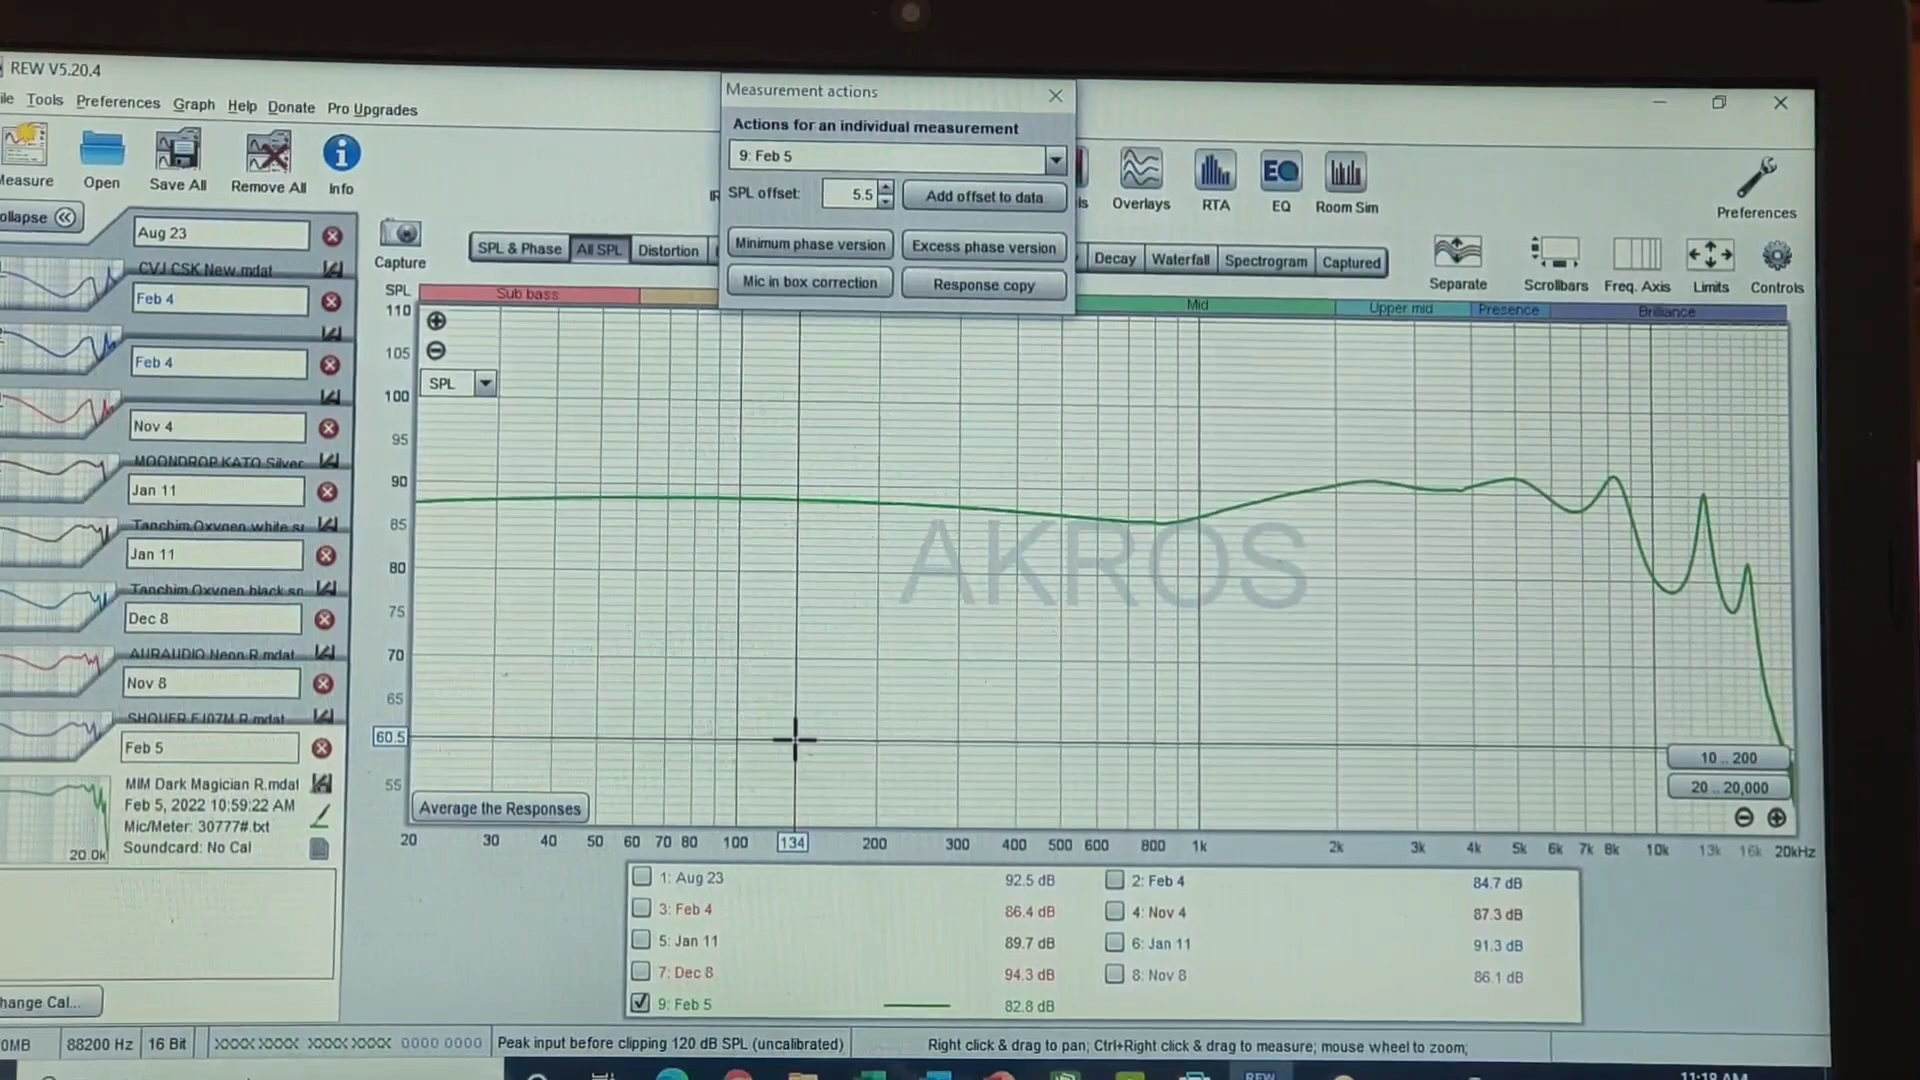 REW V5.20.4
Tools Preferences Graph Help Donate Pro Upgrades
Open Save All Remove All Info
Measurement actions
Actions for an individual measurement
9: Feb 5
SPL offset: 5.5 Add offset to data
Minimum phase version Excess phase version
Mic in box correction Response copy
Overlays RTA EQ Room Sim
Preferences
Aug 23
CVJ CSK New.mdat
Feb 4
Feb 4
Nov 4
MOONDROP KATO Silver
Jan 11
Jan 11
Dec 8
Nov 8
Feb 5
MIM Dark Magician R.mdat
Feb 5, 2022 10:59:22 AM
Mic/Meter: 30777#.txt
Soundcard: No Cal
20.0k
Capture
SPL & Phase All SPL Distortion
Decay Waterfall Spectrogram Captured
Separate Scrollbars Freq. Axis Limits Controls
SPL
Sub bass Mid Upper mid Presence Brilliance
110
105
SPL
100
95
90
85
80
75
70
65
60.5
55
AKROS
10 .. 200
20 .. 20,000
Average the Responses
20 30 40 50 60 70 80 100 134 200 300 400 500 600 800 1k 2k 3k 4k 5k 6k 7k 8k 10k 13k 16k 20kHz
1: Aug 23 92.5 dB 2: Feb 4 84.7 dB
3: Feb 4 86.4 dB 4: Nov 4 87.3 dB
5: Jan 11 89.7 dB 6: Jan 11 91.3 dB
7: Dec 8 94.3 dB 8: Nov 8 86.1 dB
9: Feb 5 82.8 dB
88200 Hz 16 Bit XXXX XXXX XXXX XXXX 0000 0000 Peak input before clipping 120 dB SPL (uncalibrated) Right click & drag to pan; Ctrl+Right click & drag to measure; mouse wheel to zoom;
REW